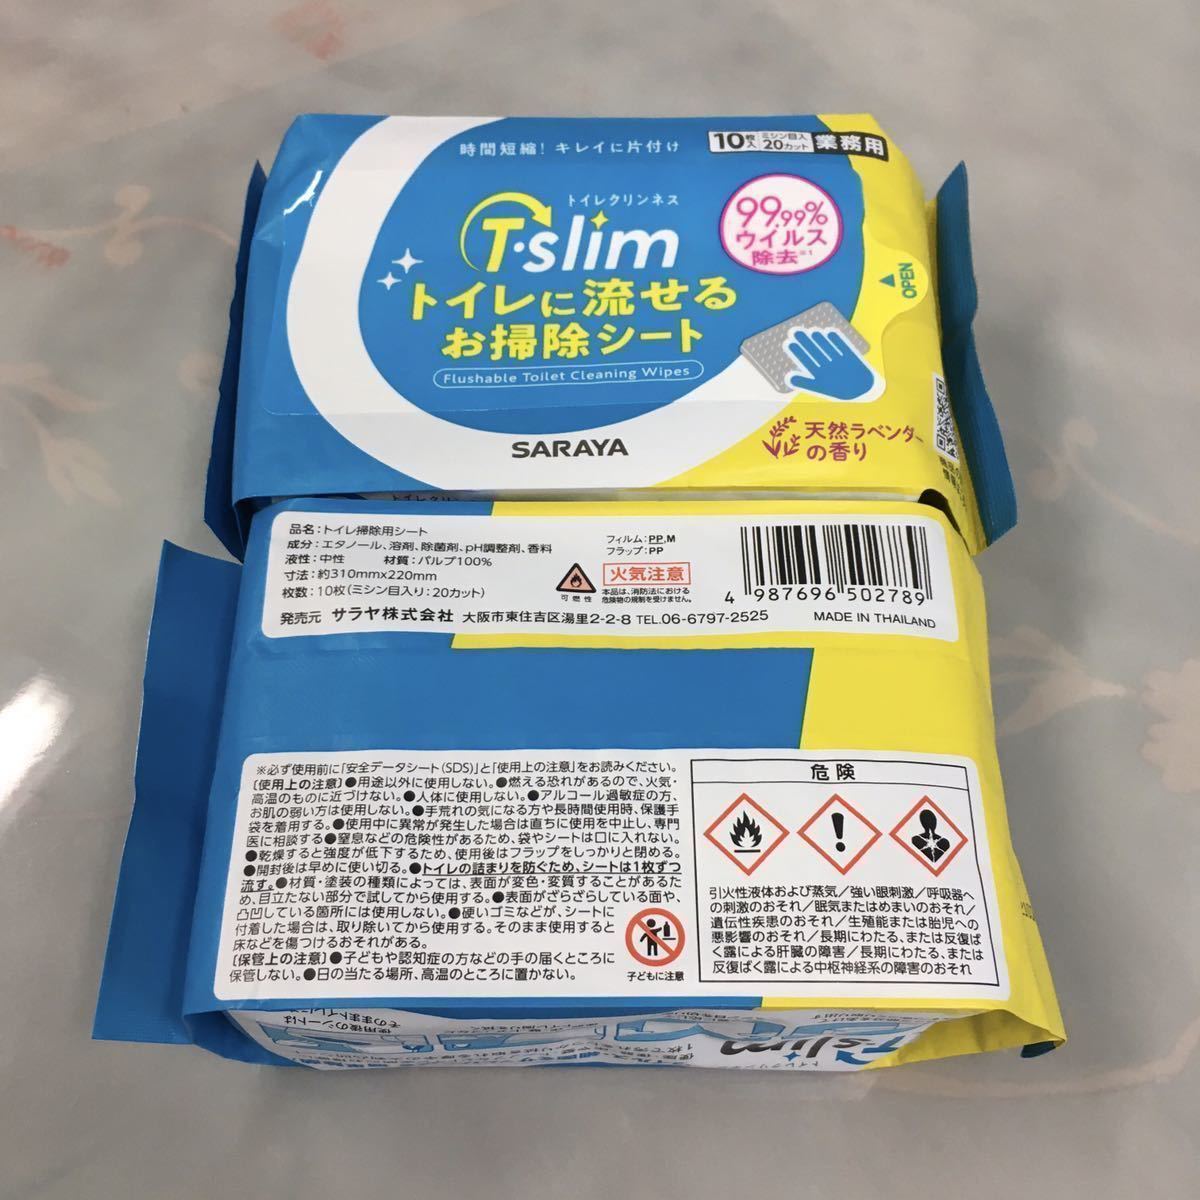 時間短縮！キレイに片付け
10枚入 ミシン目入 20カット 業務用
トイレクリンネス
T・slim
99.99%
ウイルス
除去※1
トイレに流せる
お掃除シート
Flushable Toilet Cleaning Wipes
OPEN
SARAYA
天然ラベンダー
の香り
品名：トイレ掃除用シート
成分：エタノール、溶剤、除菌剤、pH調整剤、香料
液性：中性 材質：パルプ100%
寸法：約310mmx220mm
枚数：10枚（ミシン目入り：20カット）
フィルム：PP,M
フラップ：PP
可燃性
火気注意
本品は、消防法における
危険物の規制を受けません。
4 987696 502789
発売元 サラヤ株式会社 大阪市東住吉区湯里2-2-8 TEL.06-6797-2525
MADE IN THAILAND
※必ず使用前に「安全データシート（SDS）」と「使用上の注意」をお読みください。
〔使用上の注意〕●用途以外に使用しない。●燃える恐れがあるので、火気・
高温のものに近づけない。●人体に使用しない。●アルコール過敏症の方、
お肌の弱い方は使用しない。●手荒れの気になる方や長時間使用時、保護手
袋を着用する。●使用中に異常が発生した場合は直ちに使用を中止し、専門
医に相談する●窒息などの危険性があるため、袋やシートは口に入れない。
●乾燥すると強度が低下するため、使用後はフラップをしっかりと閉める。
●開封後は早めに使い切る。●トイレの詰まりを防ぐため、シートは1枚ずつ
流す。●材質・塗装の種類によっては、表面が変色・変質することがあるた
め、目立たない部分で試してから使用する。●表面がざらざらしている面や、
凸凹している箇所には使用しない。●硬いゴミなどが、シートに
付着した場合は、取り除いてから使用する。そのまま使用すると
床などを傷つけるおそれがある。
〔保管上の注意〕●子どもや認知症の方などの手の届くところに
保管しない。●日の当たる場所、高温のところに置かない。
子どもに注意
危険
引火性液体および蒸気／強い眼刺激／呼吸器へ
の刺激のおそれ／眠気またはめまいのおそれ／
遺伝性疾患のおそれ／生殖能または胎児への
悪影響のおそれ／長期にわたる、または反復ば
く露による肝臓の障害／長期にわたる、または
反復ばく露による中枢神経系の障害のおそれ
使用後のシートは
そのままトイレに
T・slim